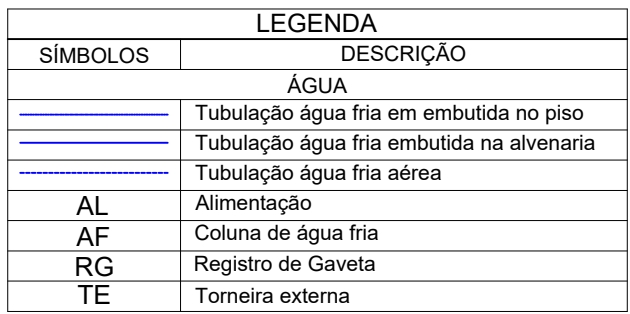 LEGENDA
SÍMBOLOS DESCRIÇÃO
ÁGUA
Tubulação água fria em embutida no piso
Tubulação água fria embutida na alvenaria
Tubulação água fria aérea
AL Alimentação
AF Coluna de água fria
RG Registro de Gaveta
TE Torneira externa